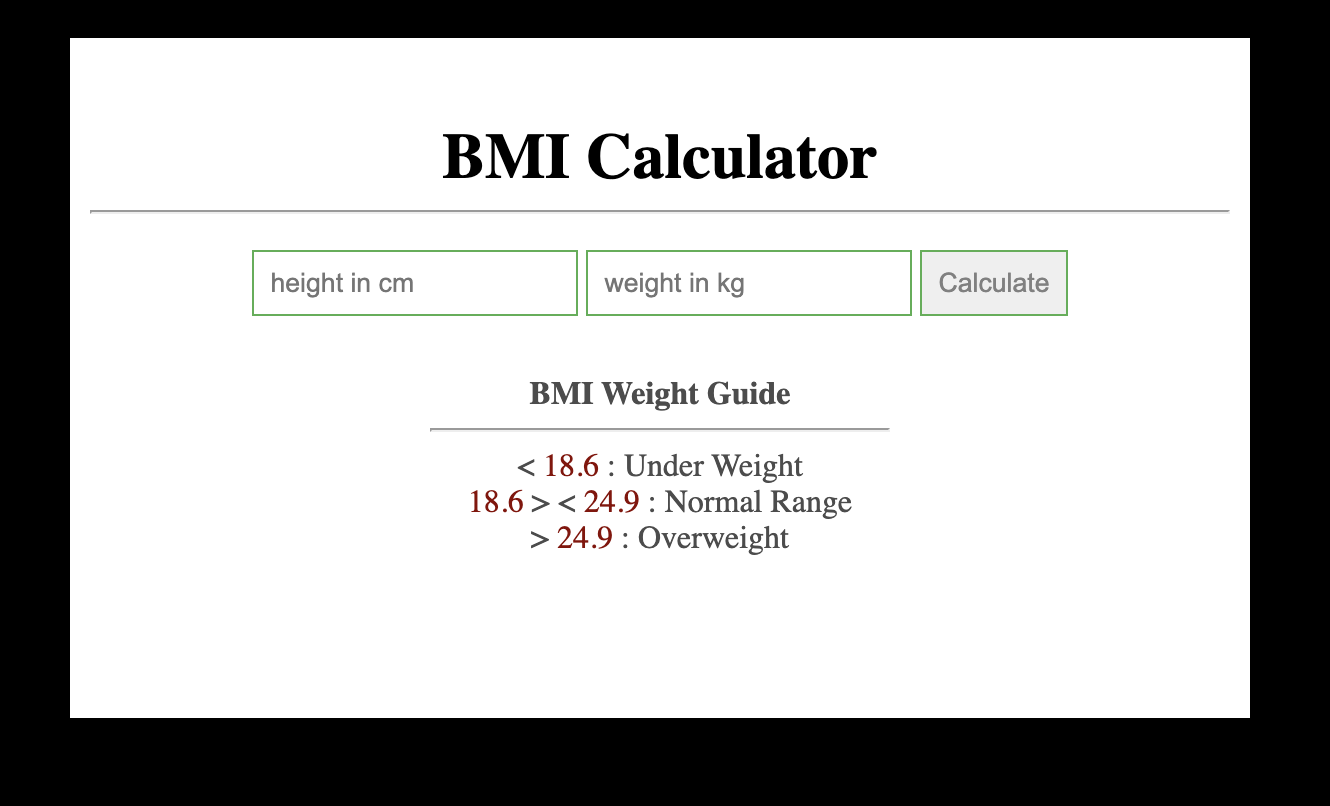 BMI Calculator
height in cm weight in kg Calculate
BMI Weight Guide
< 18.6 : Under Weight
18.6 > < 24.9 : Normal Range
> 24.9 : Overweight